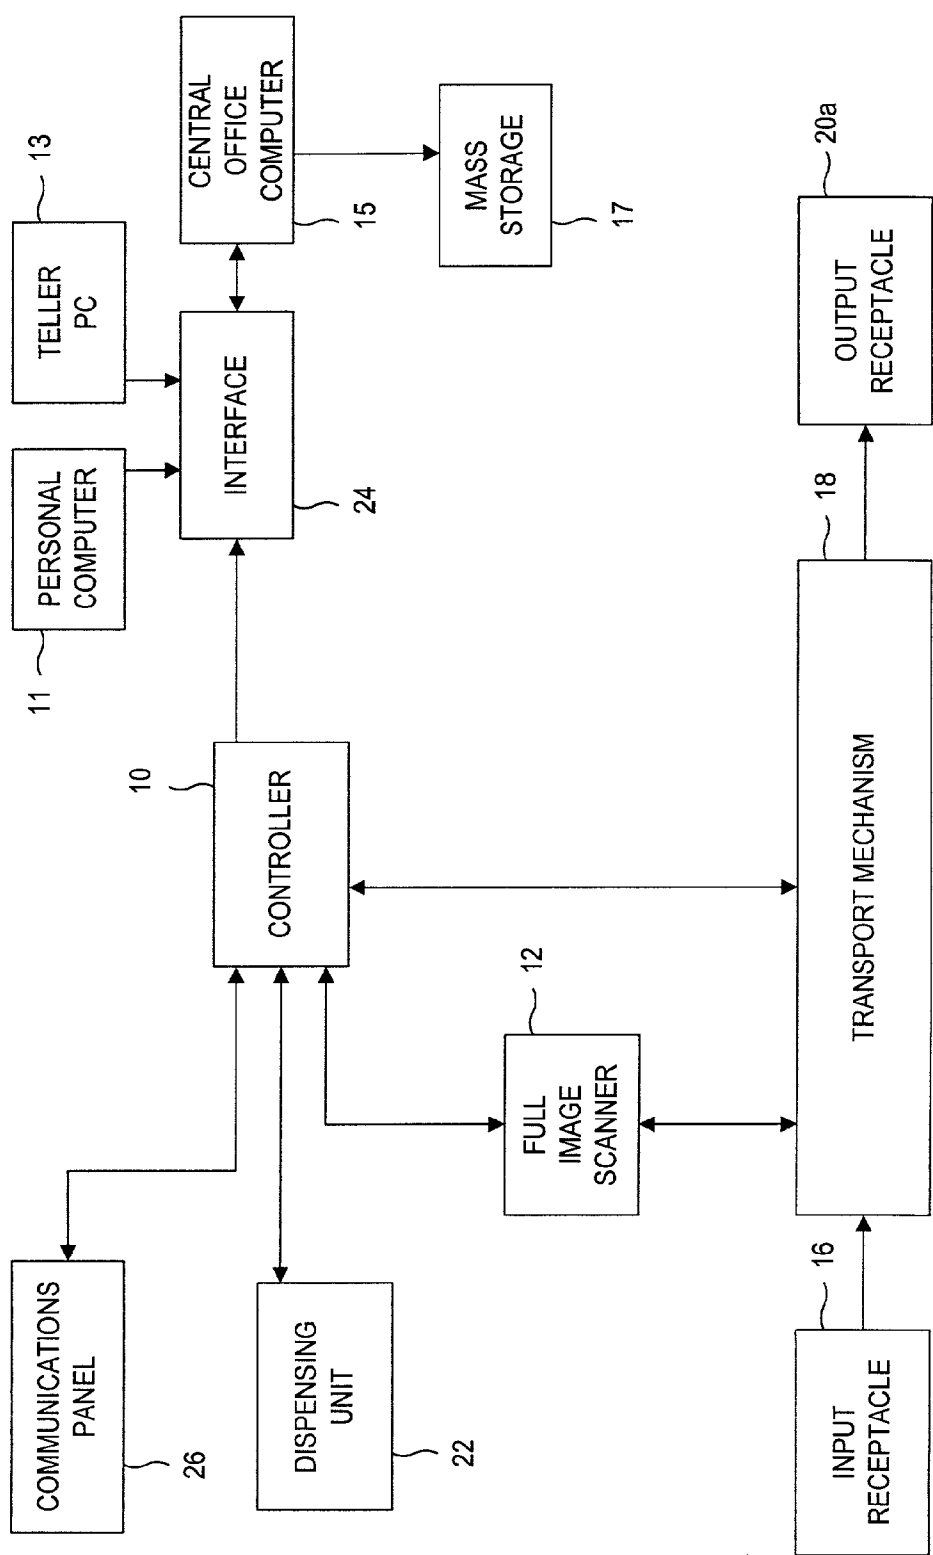 COMMUNICATIONS
PANEL
26
DISPENSING
UNIT
22
INPUT
RECEPTACLE
16
FULL
IMAGE
SCANNER
12
CONTROLLER
10
TRANSPORT MECHANISM
18
PERSONAL
COMPUTER
11
TELLER
PC
13
INTERFACE
24
CENTRAL
OFFICE
COMPUTER
15
MASS
STORAGE
17
OUTPUT
RECEPTACLE
20a